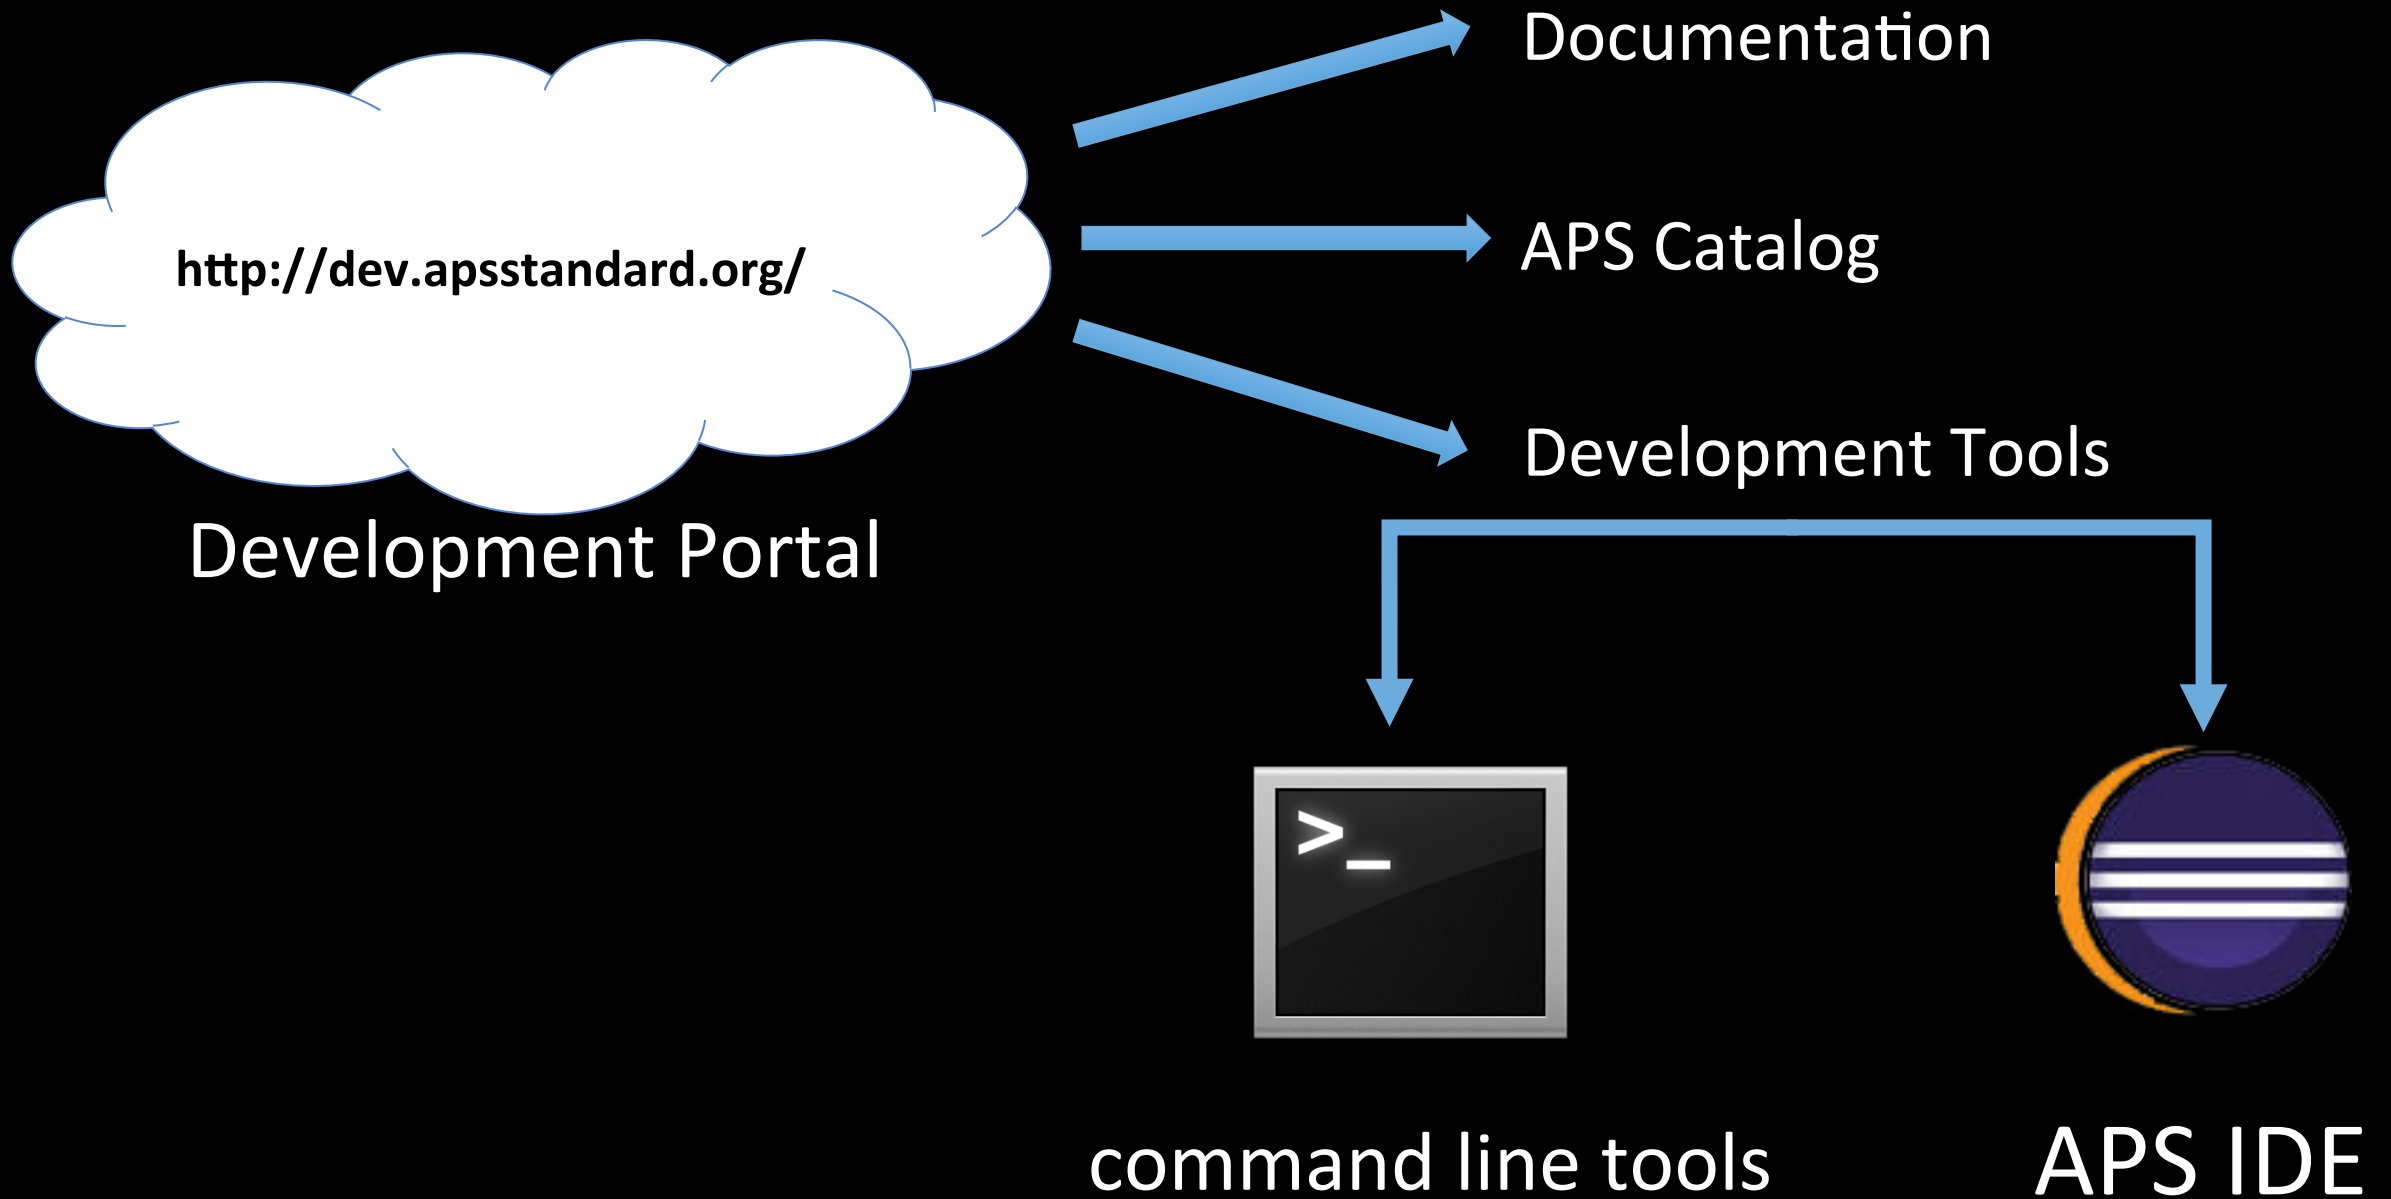 Documentation
http://dev.apsstandard.org/
APS Catalog
Development Tools
Development Portal
>_
command line tools
APS IDE